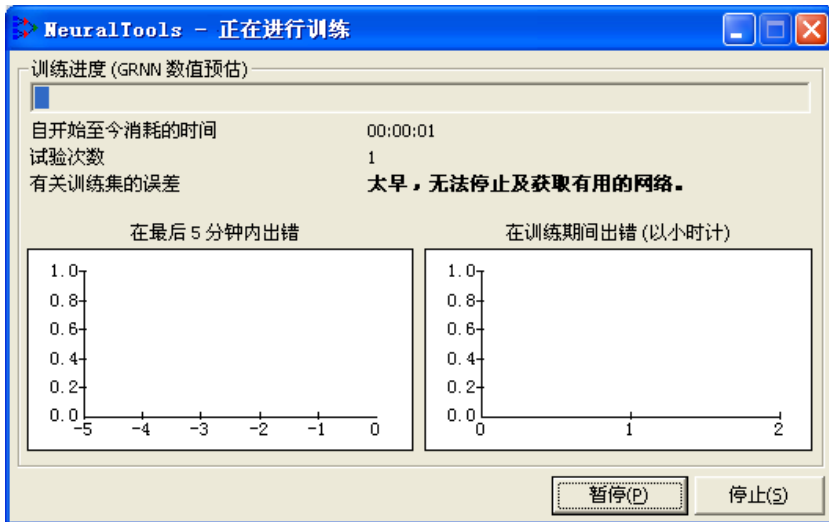 NeuralTools - 正在进行训练
训练进度 (GRNN 数值预估)
自开始至今消耗的时间 00:00:01
试验次数 1
有关训练集的误差 太早，无法停止及获取有用的网络。
在最后 5 分钟内出错 在训练期间出错 (以小时计)
1.0 1.0
0.8 0.8
0.6 0.6
0.4 0.4
0.2 0.2
0.0 0.0
-5 -4 -3 -2 -1 0 0 1 2
暂停(P) 停止(S)